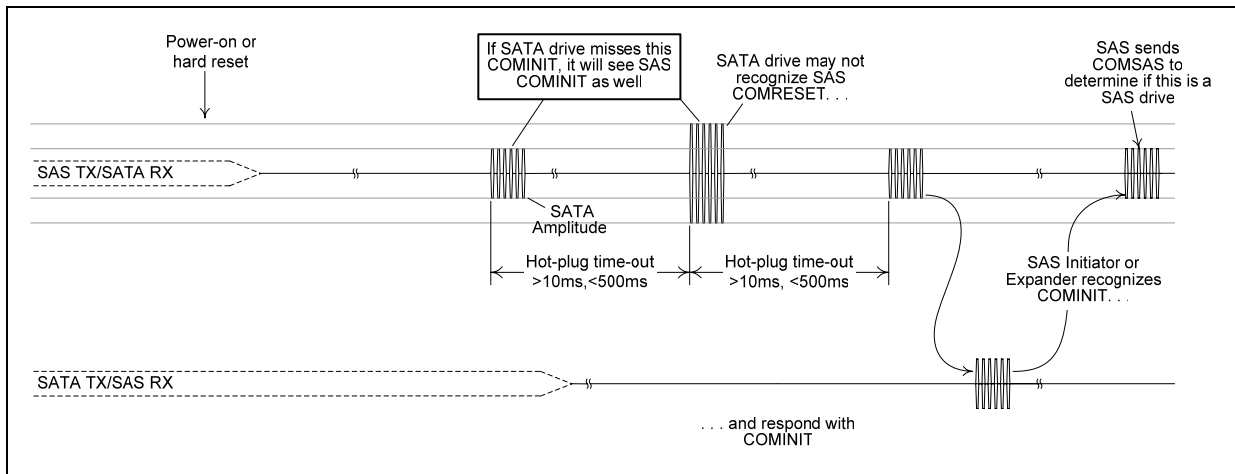 Power-on or
hard reset
If SATA drive misses this
COMINIT, it will see SAS
COMINIT as well
SATA drive may not
recognize SAS
COMRESET. . .
SAS sends
COMSAS to
determine if this is a
SAS drive
SAS TX/SATA RX
SATA
Amplitude
Hot-plug time-out
>10ms,<500ms
Hot-plug time-out
>10ms, <500ms
SAS Initiator or
Expander recognizes
COMINIT. . .
SATA TX/SAS RX
. . . and respond with
COMINIT